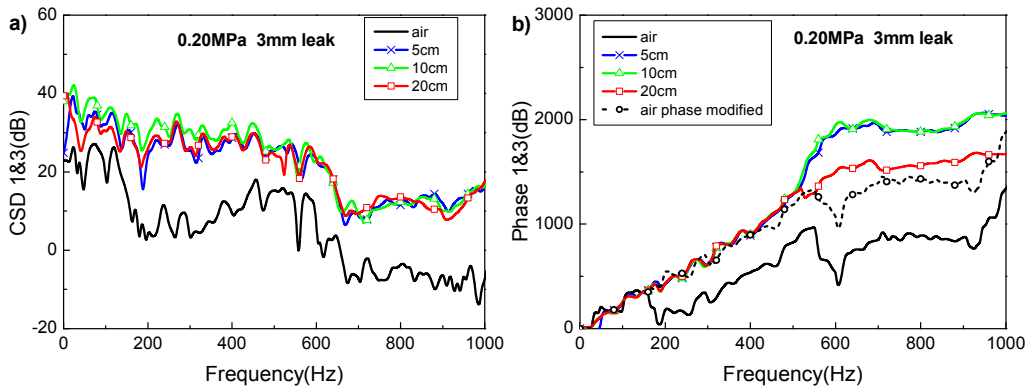 a)
0.20MPa 3mm leak
air
5cm
10cm
20cm
CSD 1&3(dB)
60
40
20
0
-20
0 200 400 600 800 1000
Frequency(Hz)
b)
0.20MPa 3mm leak
air
5cm
10cm
20cm
air phase modified
Phase 1&3(dB)
3000
2000
1000
0
0 200 400 600 800 1000
Frequency(Hz)